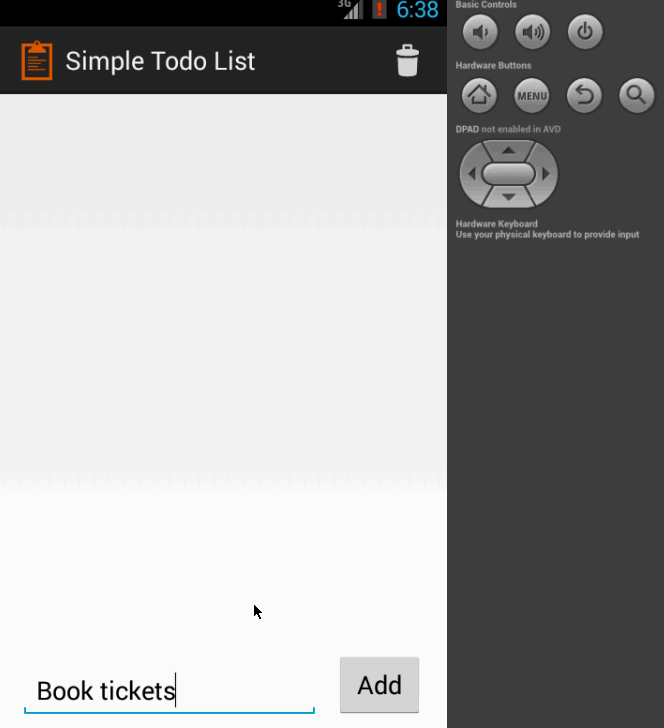 3G 6:38
Simple Todo List
Book tickets
Add
Basic Controls
Hardware Buttons
MENU
DPAD not enabled in AVD
Hardware Keyboard
Use your physical keyboard to provide input